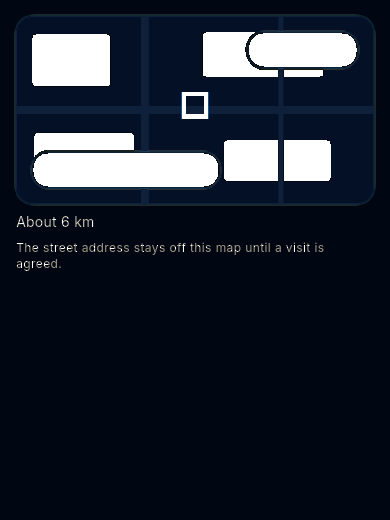 About 6 km
The street address stays off this map until a visit is
agreed.